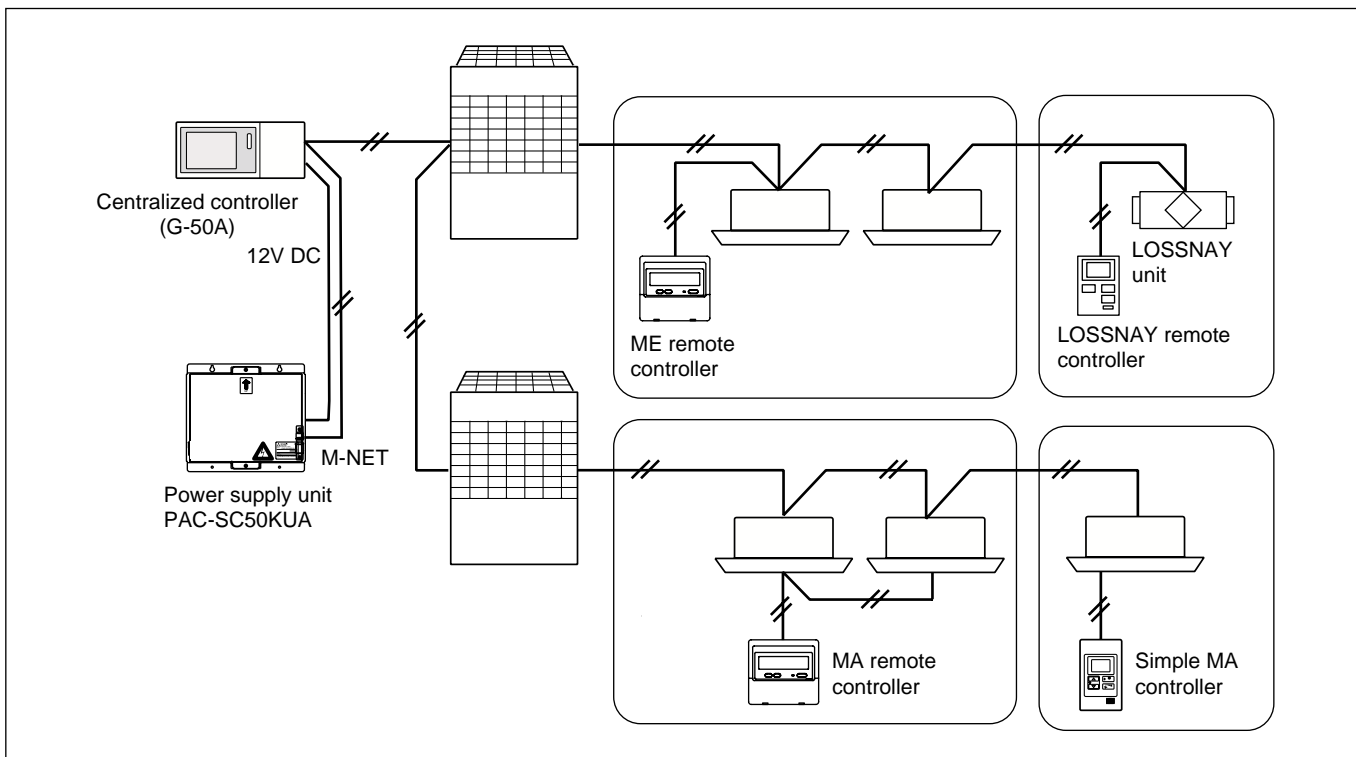 Centralized controller
(G-50A)
12V DC
M-NET
Power supply unit
PAC-SC50KUA
ME remote
controller
LOSSNAY
unit
LOSSNAY remote
controller
MA remote
controller
Simple MA
controller